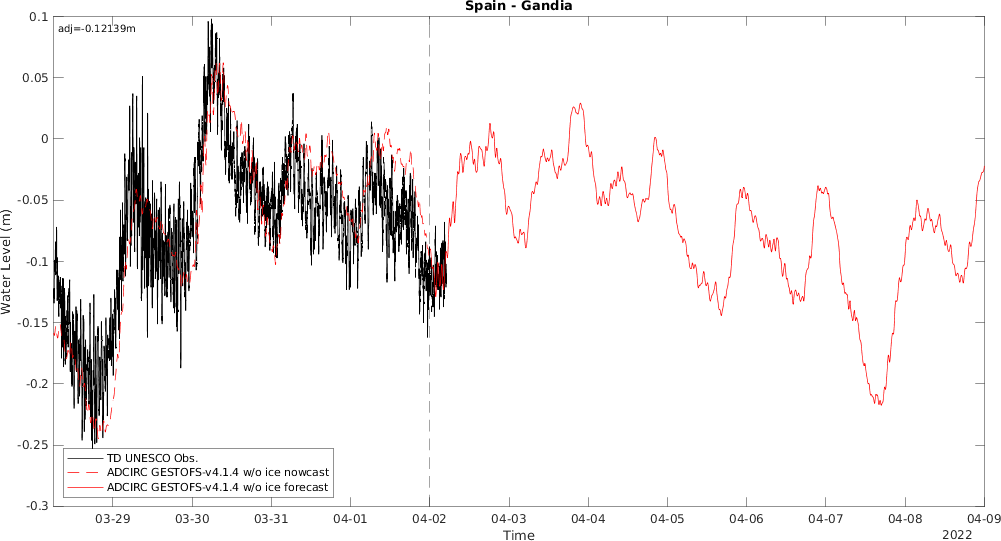 Spain - Gandia
adj=-0.12139m
0.1
0.05
0
-0.05
-0.1
-0.15
-0.2
-0.25
-0.3
Water Level (m)
TD UNESCO Obs.
ADCIRC GESTOFS-v4.1.4 w/o ice nowcast
ADCIRC GESTOFS-v4.1.4 w/o ice forecast
03-29 03-30 03-31 04-01 04-02 04-03 04-04 04-05 04-06 04-07 04-08 04-09
Time
2022